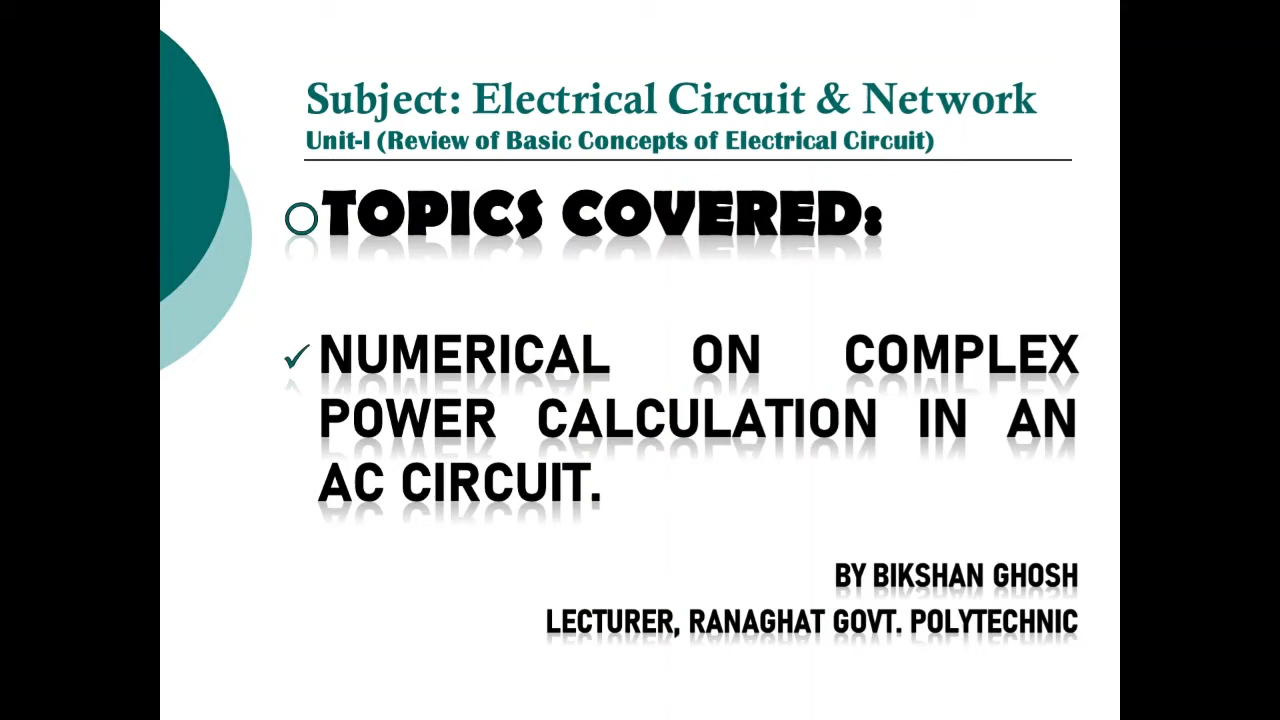 Subject: Electrical Circuit & Network
Unit-I (Review of Basic Concepts of Electrical Circuit)
TOPICS COVERED:
NUMERICAL ON COMPLEX
POWER CALCULATION IN AN
AC CIRCUIT.
BY BIKSHAN GHOSH
LECTURER, RANAGHAT GOVT. POLYTECHNIC